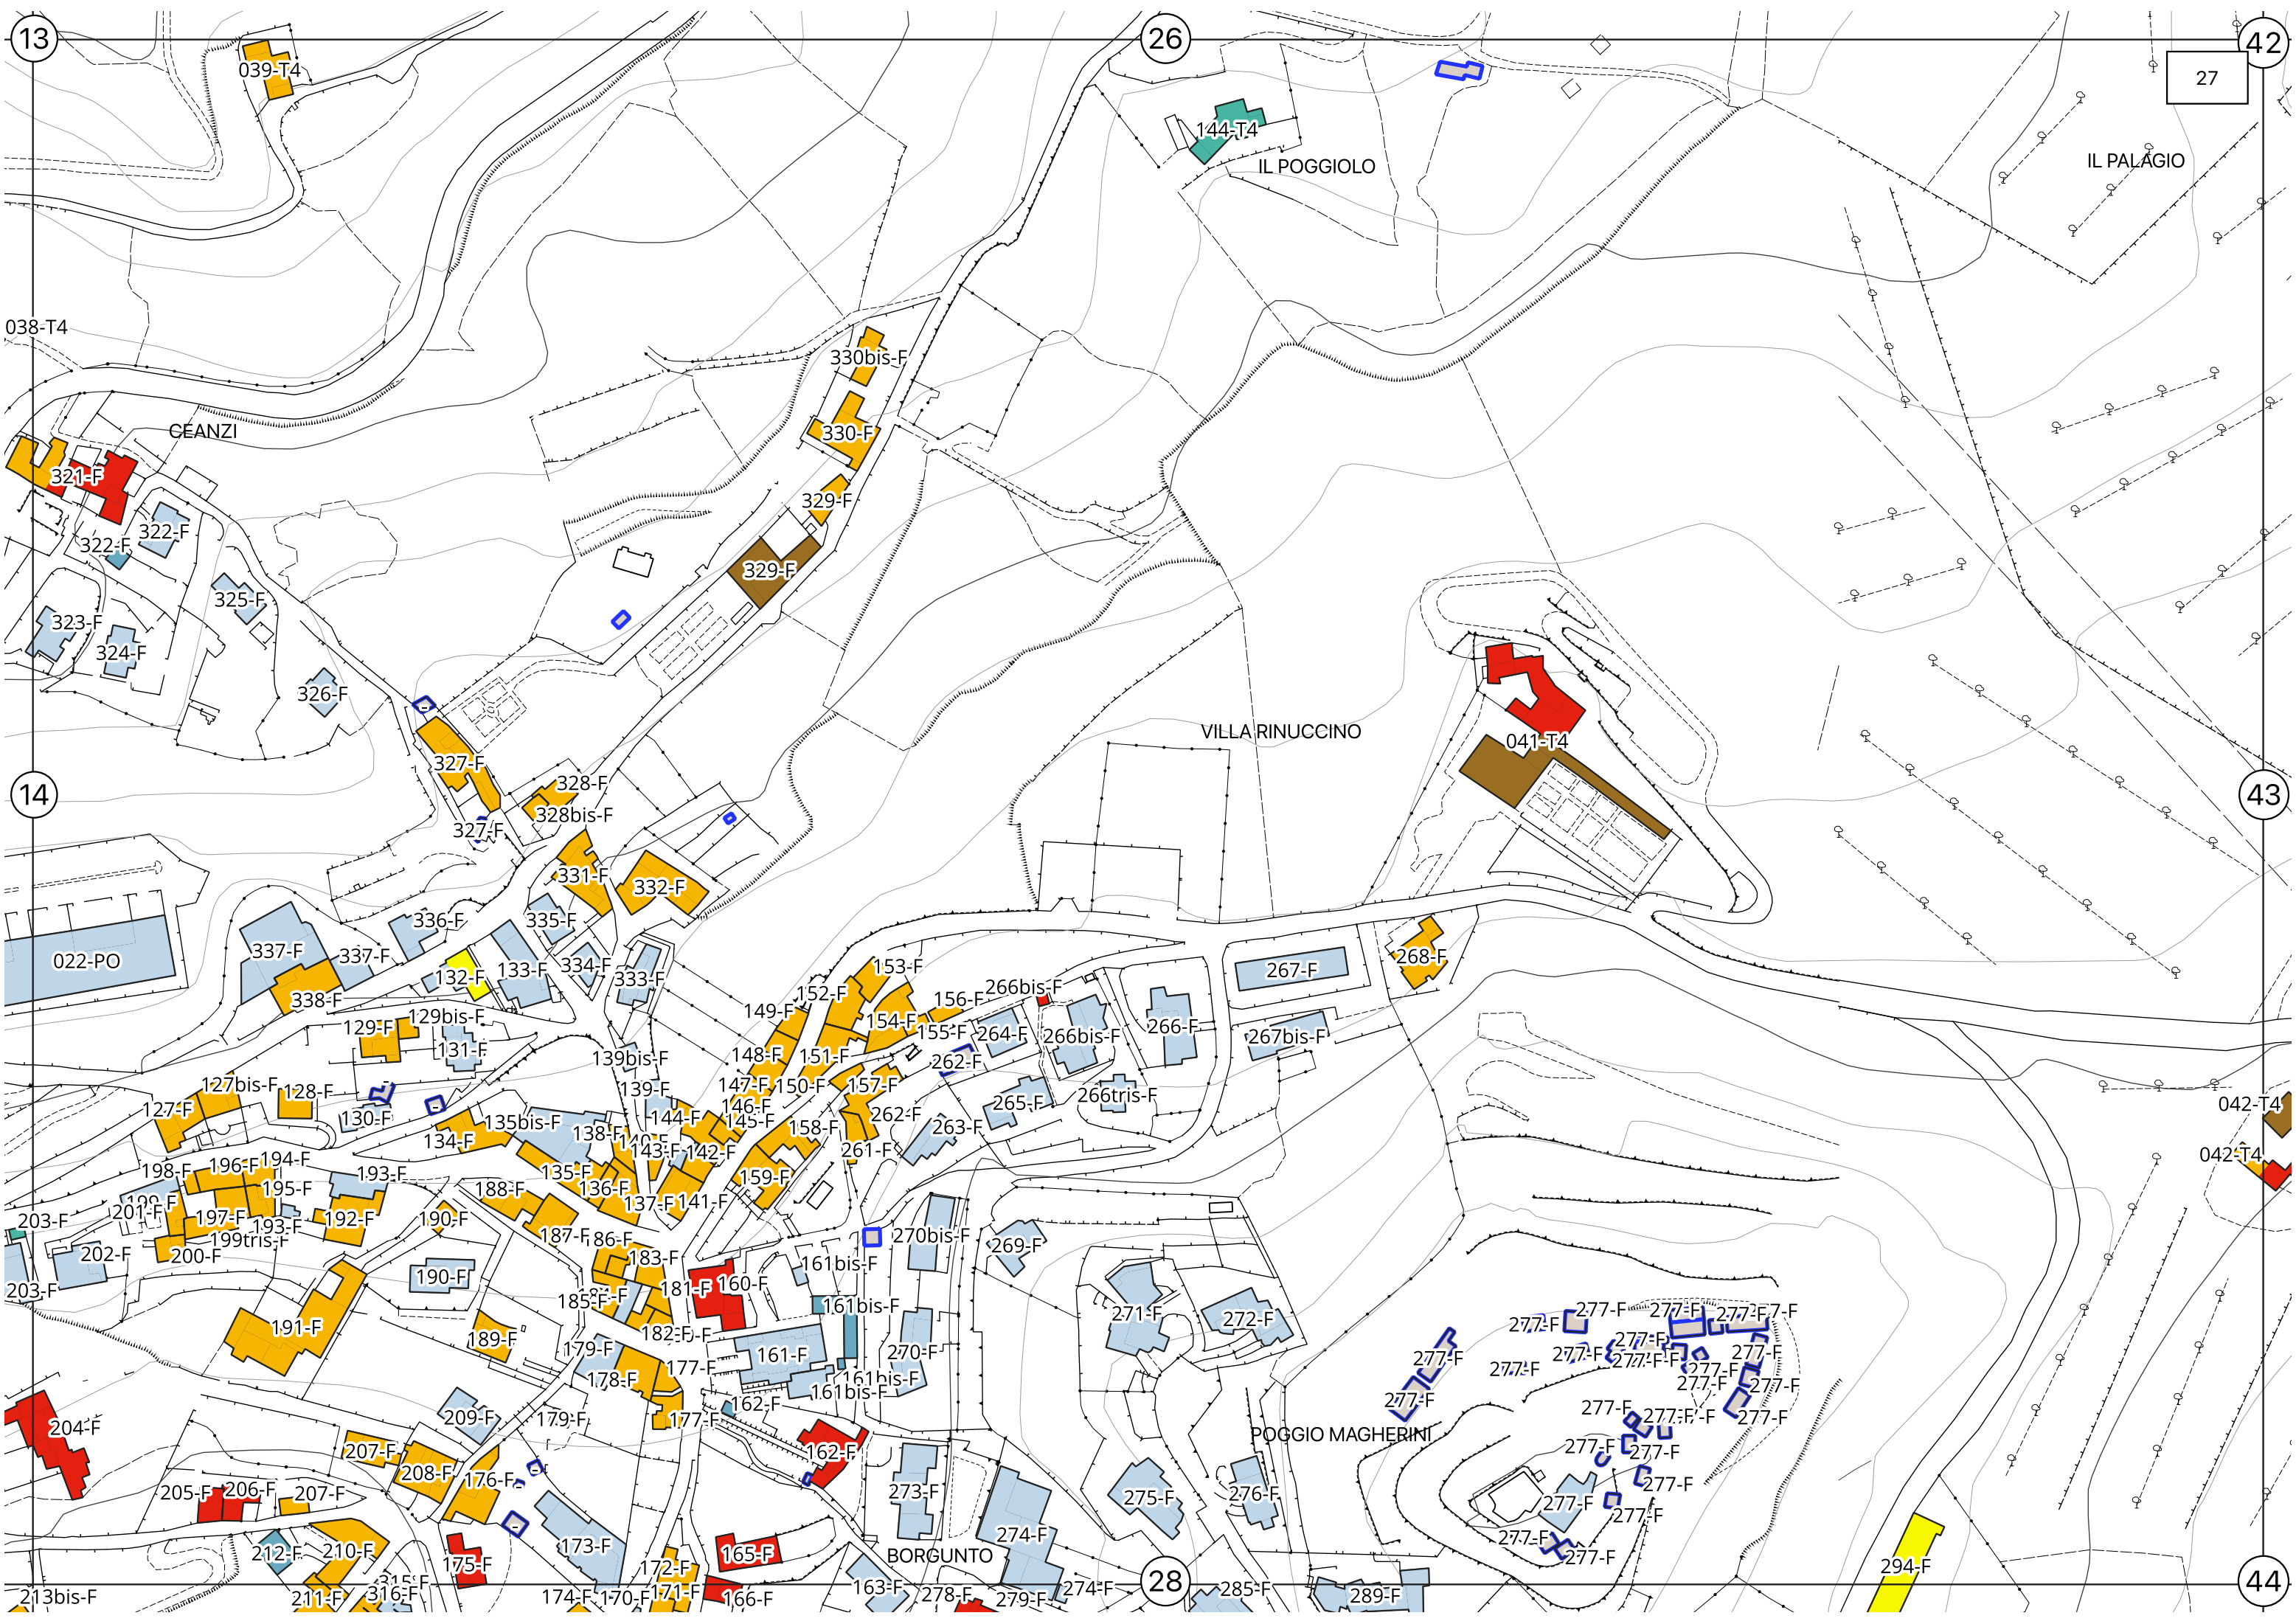 13
26
42
27
039-T4
144-T4
IL POGGIOLO
IL PALAGIO
038-T4
330bis-F
CEANZI
330-F
321-F
329-F
322-F
322-F
329-F
325-F
323-F
324-F
326-F
VILLA RINUCCINO
041-T4
327-F
328-F
14
43
328bis-F
327-F
331-F
332-F
336-F
335-F
337-F
337-F
022-PO
268-F
334-F
153-F
133-F
267-F
132-F
333-F
266bis-F
152-F
338-F
156-F
149-F
129bis-F
154-F
129-F
155-F
264-F
266-F
266bis-F
267bis-F
131-F
148-F
151-F
139bis-F
262-F
127bis-F
128-F
147-F
150-F
157-F
139-F
266tris-F
265-F
042-T4
127-F
146-F
130-F
144-F
262-F
135bis-F
145-F
263-F
158-F
138-F
134-F
143-F
142-F
261-F
042-T4
194-F
196-F
198-F
193-F
135-F
159-F
195-F
188-F
136-F
199-F
137-F
141-F
201-F
197-F
192-F
190-F
203-F
193-F
187-F
86-F
270bis-F
199tris-F
269-F
202-F
200-F
183-F
161bis-F
190-F
160-F
203-F
181-F
185-F
161bis-F
277-F
277-F
277-F
7-F
271-F
272-F
277-F
191-F
189-F
182-F
179-F
161-F
270-F
277-F
277-F
277-F
277-F
277-F
177-F
277-F
277-F
178-F
161bis-F
161bis-F
277-F
277-F
277-F
162-F
277-F
277-F
277-F
209-F
179-F
177-F
204-F
POGGIO MAGHERINI
207-F
162-F
277-F
277-F
208-F
176-F
277-F
205-F
206-F
207-F
273-F
275-F
276-F
277-F
277-F
274-F
277-F
173-F
212-F
210-F
165-F
BORGUNTO
277-F
175-F
172-F
294-F
28
44
315-F
316-F
213bis-F
211-F
174-F
170-F
171-F
166-F
163-F
278-F
279-F
274-F
285-F
289-F